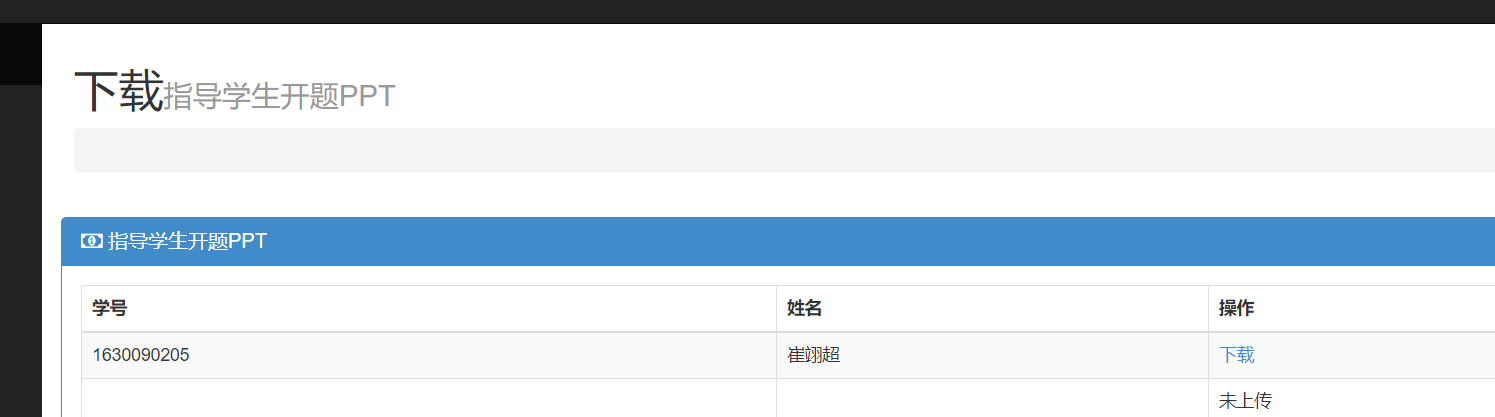 下载指导学生开题PPT
指导学生开题PPT
学号 姓名 操作
1630090205 崔翊超 下载
未上传